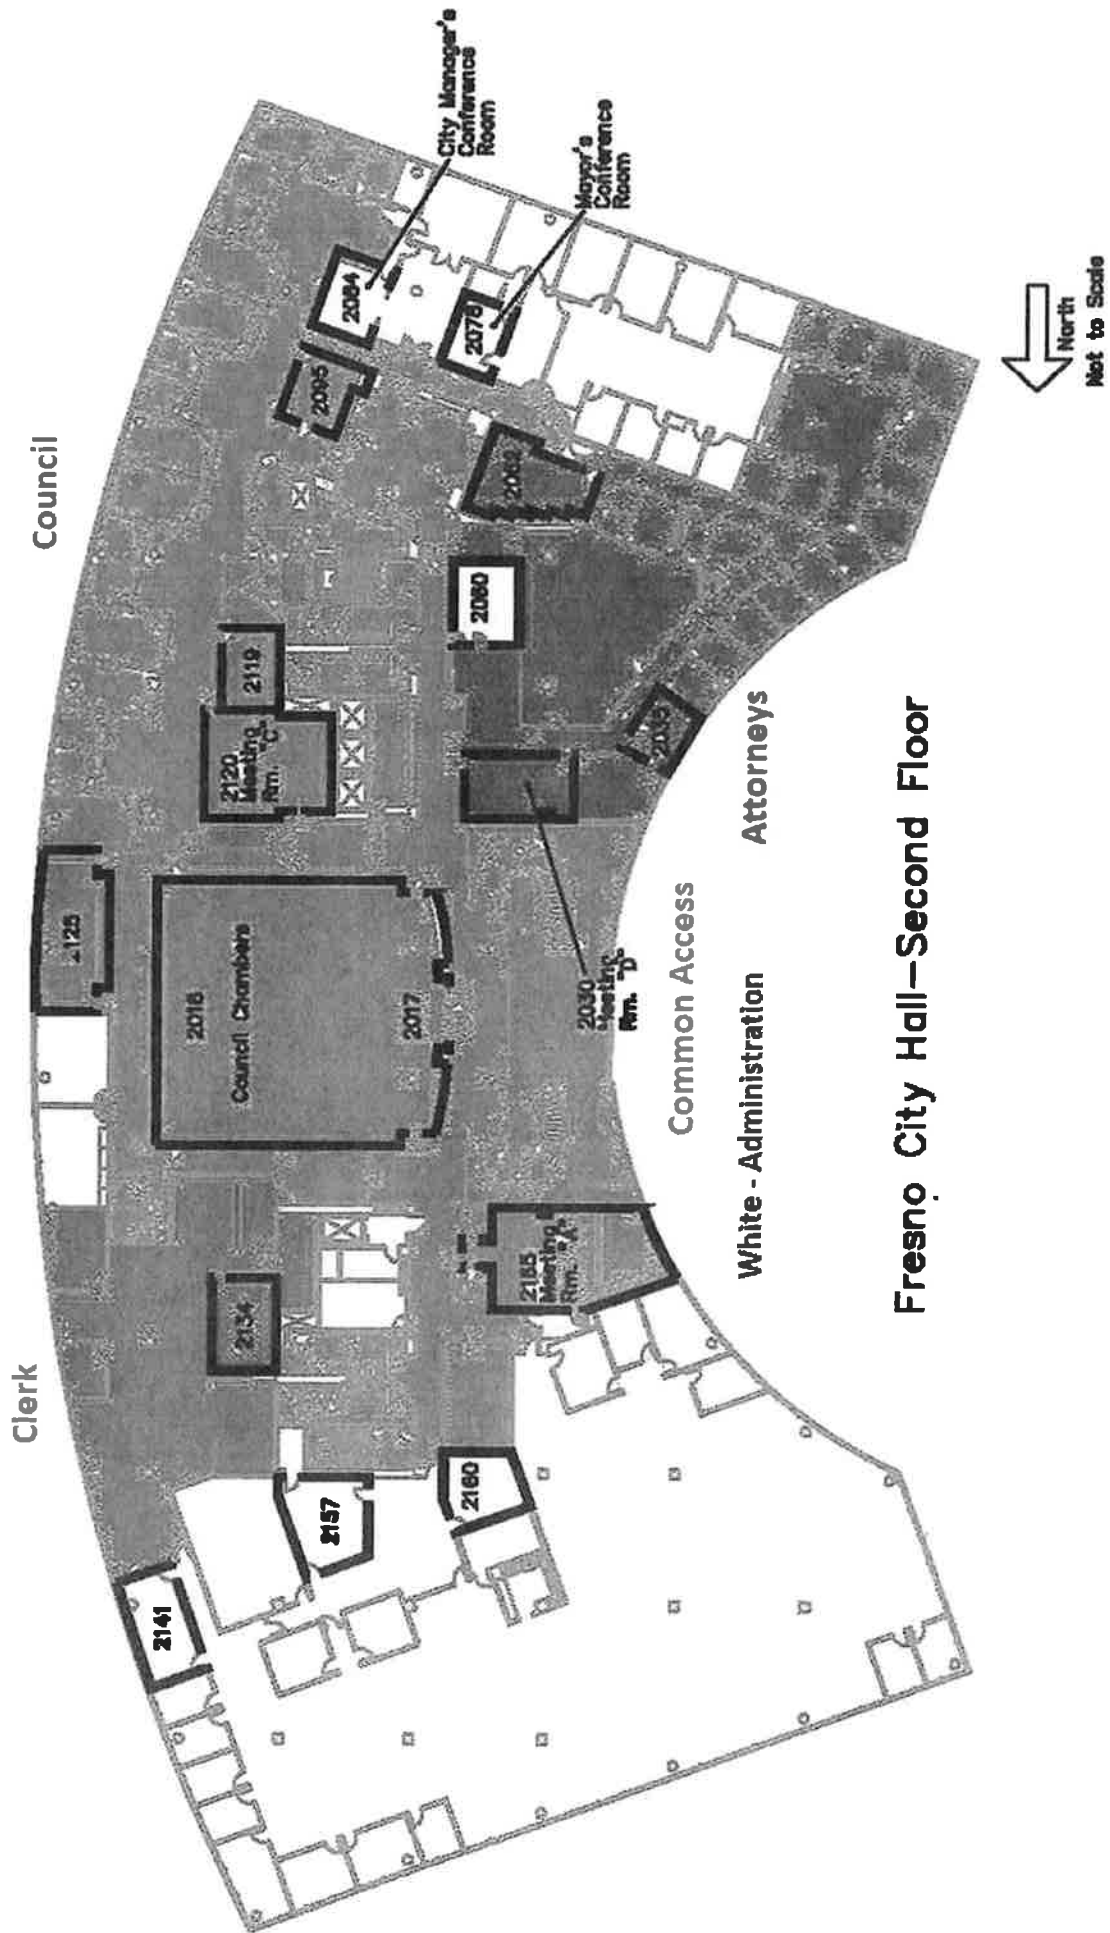 Clerk
Council
City Manager's
Conference
Room
Mayor's
Conference
Room
2084
2078
2095
2062
2060
2119
2120
Meeting
Rm. "C"
2035
2125
2016
Council Chambers
2017
2030
Meeting
Rm. "D"
2134
2165
Meeting
Rm. "A"
2141
2157
2160
Common Access
Attorneys
White - Administration
Fresno City Hall—Second Floor
North
Not to Scale